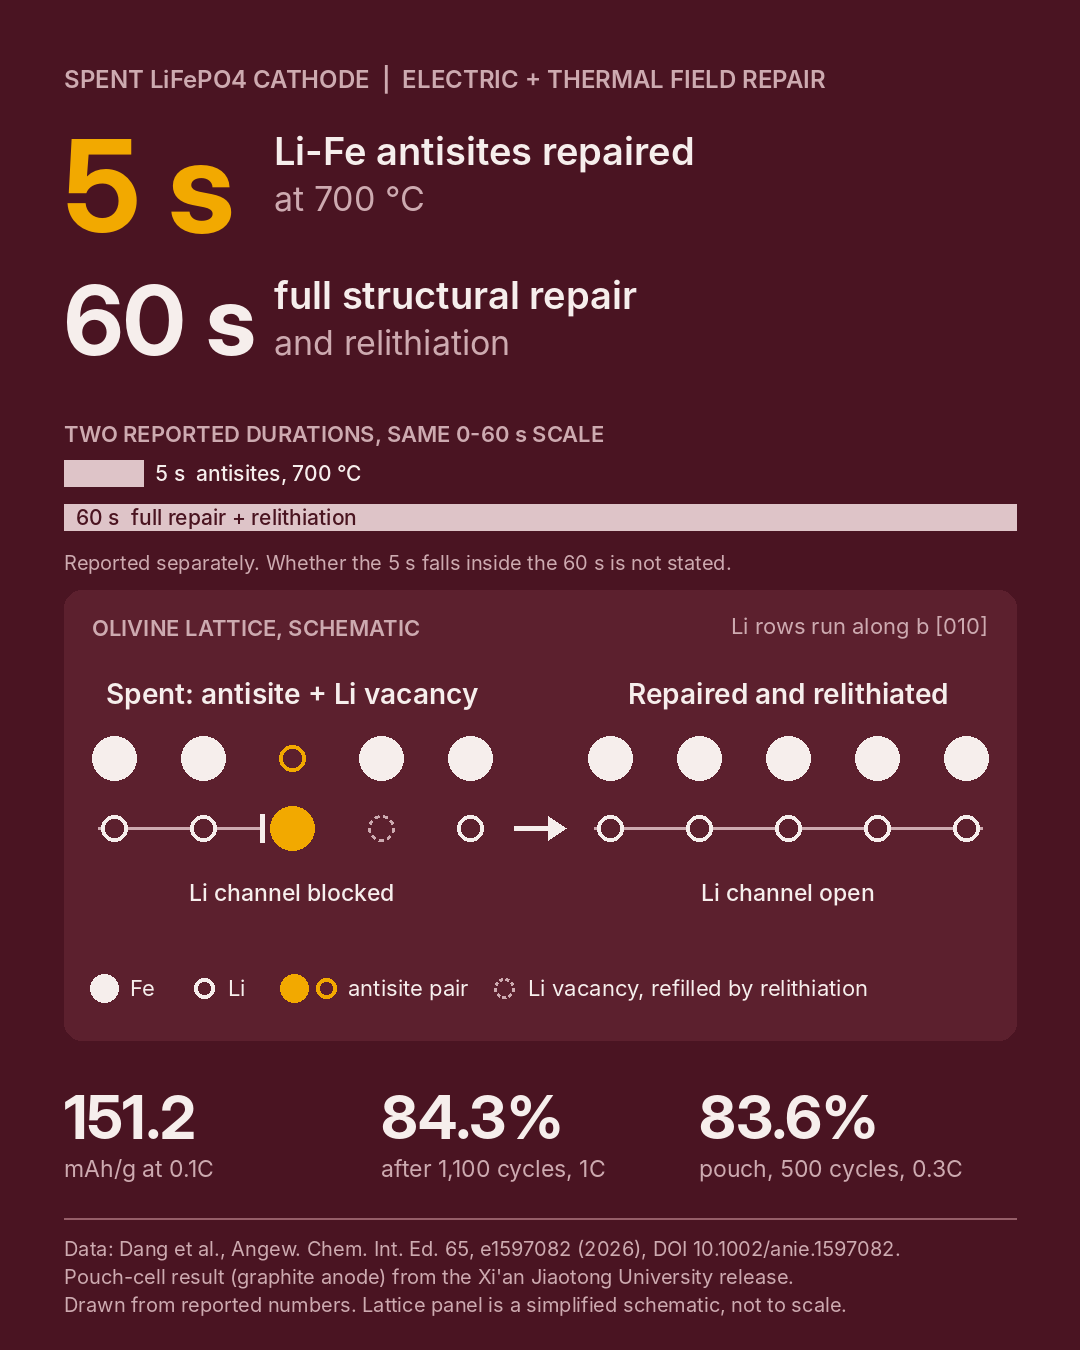 SPENT LiFePO4 CATHODE | ELECTRIC + THERMAL FIELD REPAIR
5 s
Li-Fe antisites repaired
at 700 °C
60 s
full structural repair
and relithiation
TWO REPORTED DURATIONS, SAME 0-60 s SCALE
5 s antisites, 700 °C
60 s full repair + relithiation
Reported separately. Whether the 5 s falls inside the 60 s is not stated.
OLIVINE LATTICE, SCHEMATIC
Li rows run along b [010]
Spent: antisite + Li vacancy
Repaired and relithiated
Li channel blocked
Li channel open
Fe
Li
antisite pair
Li vacancy, refilled by relithiation
151.2
mAh/g at 0.1C
84.3%
after 1,100 cycles, 1C
83.6%
pouch, 500 cycles, 0.3C
Data: Dang et al., Angew. Chem. Int. Ed. 65, e1597082 (2026), DOI 10.1002/anie.1597082.
Pouch-cell result (graphite anode) from the Xi'an Jiaotong University release.
Drawn from reported numbers. Lattice panel is a simplified schematic, not to scale.